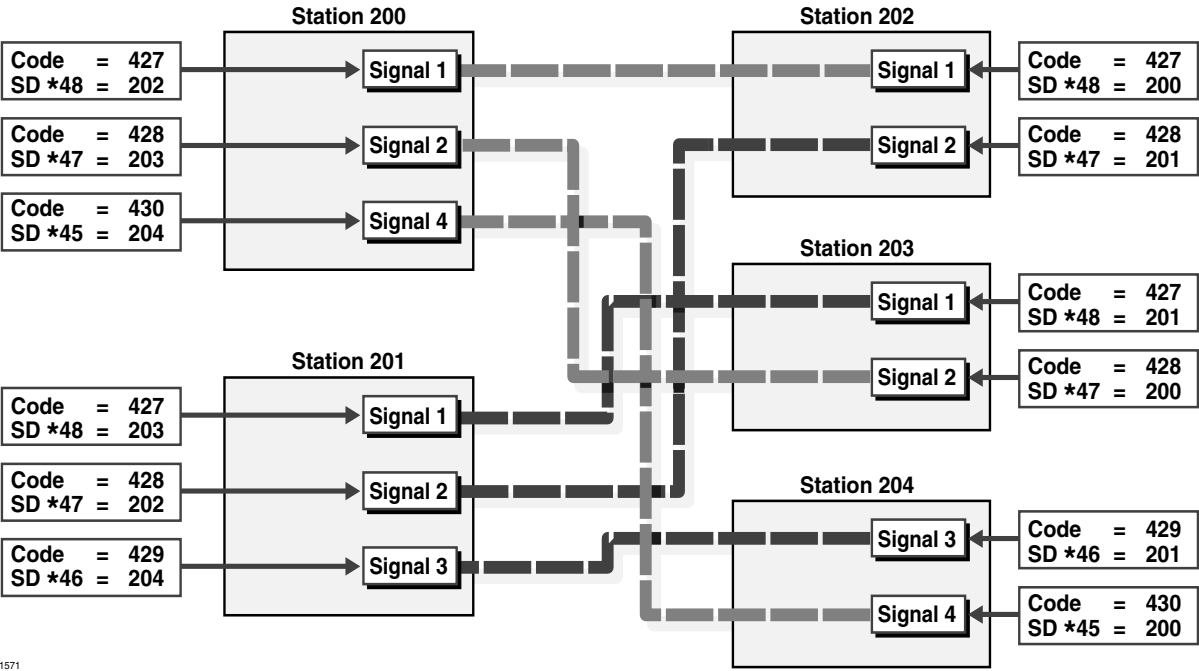 Station 200
Code = 427
SD *48 = 202
Signal 1
Code = 428
SD *47 = 203
Signal 2
Code = 430
SD *45 = 204
Signal 4
Station 201
Code = 427
SD *48 = 203
Signal 1
Code = 428
SD *47 = 202
Signal 2
Code = 429
SD *46 = 204
Signal 3
Station 202
Signal 1
Code = 427
SD *48 = 200
Signal 2
Code = 428
SD *47 = 201
Station 203
Signal 1
Code = 427
SD *48 = 201
Signal 2
Code = 428
SD *47 = 200
Station 204
Signal 3
Code = 429
SD *46 = 201
Signal 4
Code = 430
SD *45 = 200
1571